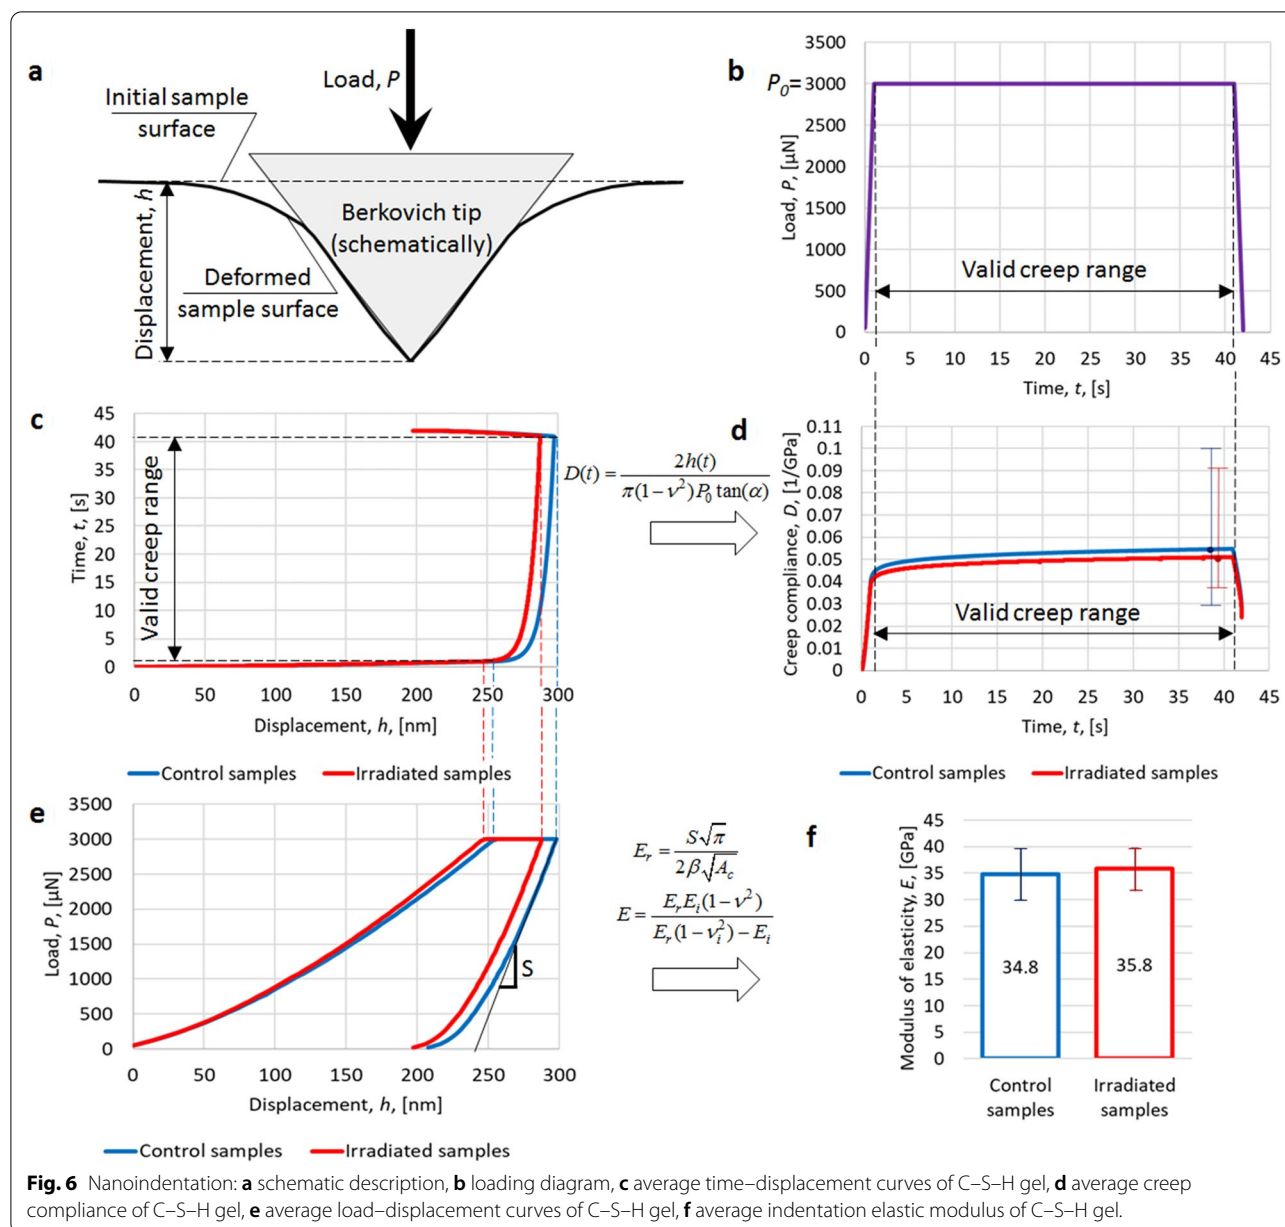 a
Load, P
Initial sample
surface
Displacement, h
Berkovich tip
(schematically)
Deformed
sample surface
b
P0=
Load, P, [µN]
3500
3000
2500
2000
1500
1000
500
0
Valid creep range
0 5 10 15 20 25 30 35 40 45
Time, t, [s]
c
Time, t, [s]
45
40
35
30
25
20
15
10
5
0
Valid creep range
0 50 100 150 200 250 300
Displacement, h, [nm]
Control samples Irradiated samples
D(t) = 2h(t) / π(1−ν²)P₀ tan(α)
d
Creep compliance, D, [1/GPa]
0.11
0.1
0.09
0.08
0.07
0.06
0.05
0.04
0.03
0.02
0.01
0
Valid creep range
0 5 10 15 20 25 30 35 40 45
Time, t, [s]
Control samples Irradiated samples
e
Load, P, [µN]
3500
3000
2500
2000
1500
1000
500
0
S
0 50 100 150 200 250 300
Displacement, h, [nm]
Control samples Irradiated samples
E_r = S√π / 2β√A_c
E = E_r E_i (1−ν²) / E_r (1−ν_i²) − E_i
f
Modulus of elasticity, E, [GPa]
45
40
35
30
25
20
15
10
5
0
34.8
35.8
Control
samples
Irradiated
samples
Fig. 6 Nanoindentation: a schematic description, b loading diagram, c average time–displacement curves of C–S–H gel, d average creep
compliance of C–S–H gel, e average load–displacement curves of C–S–H gel, f average indentation elastic modulus of C–S–H gel.